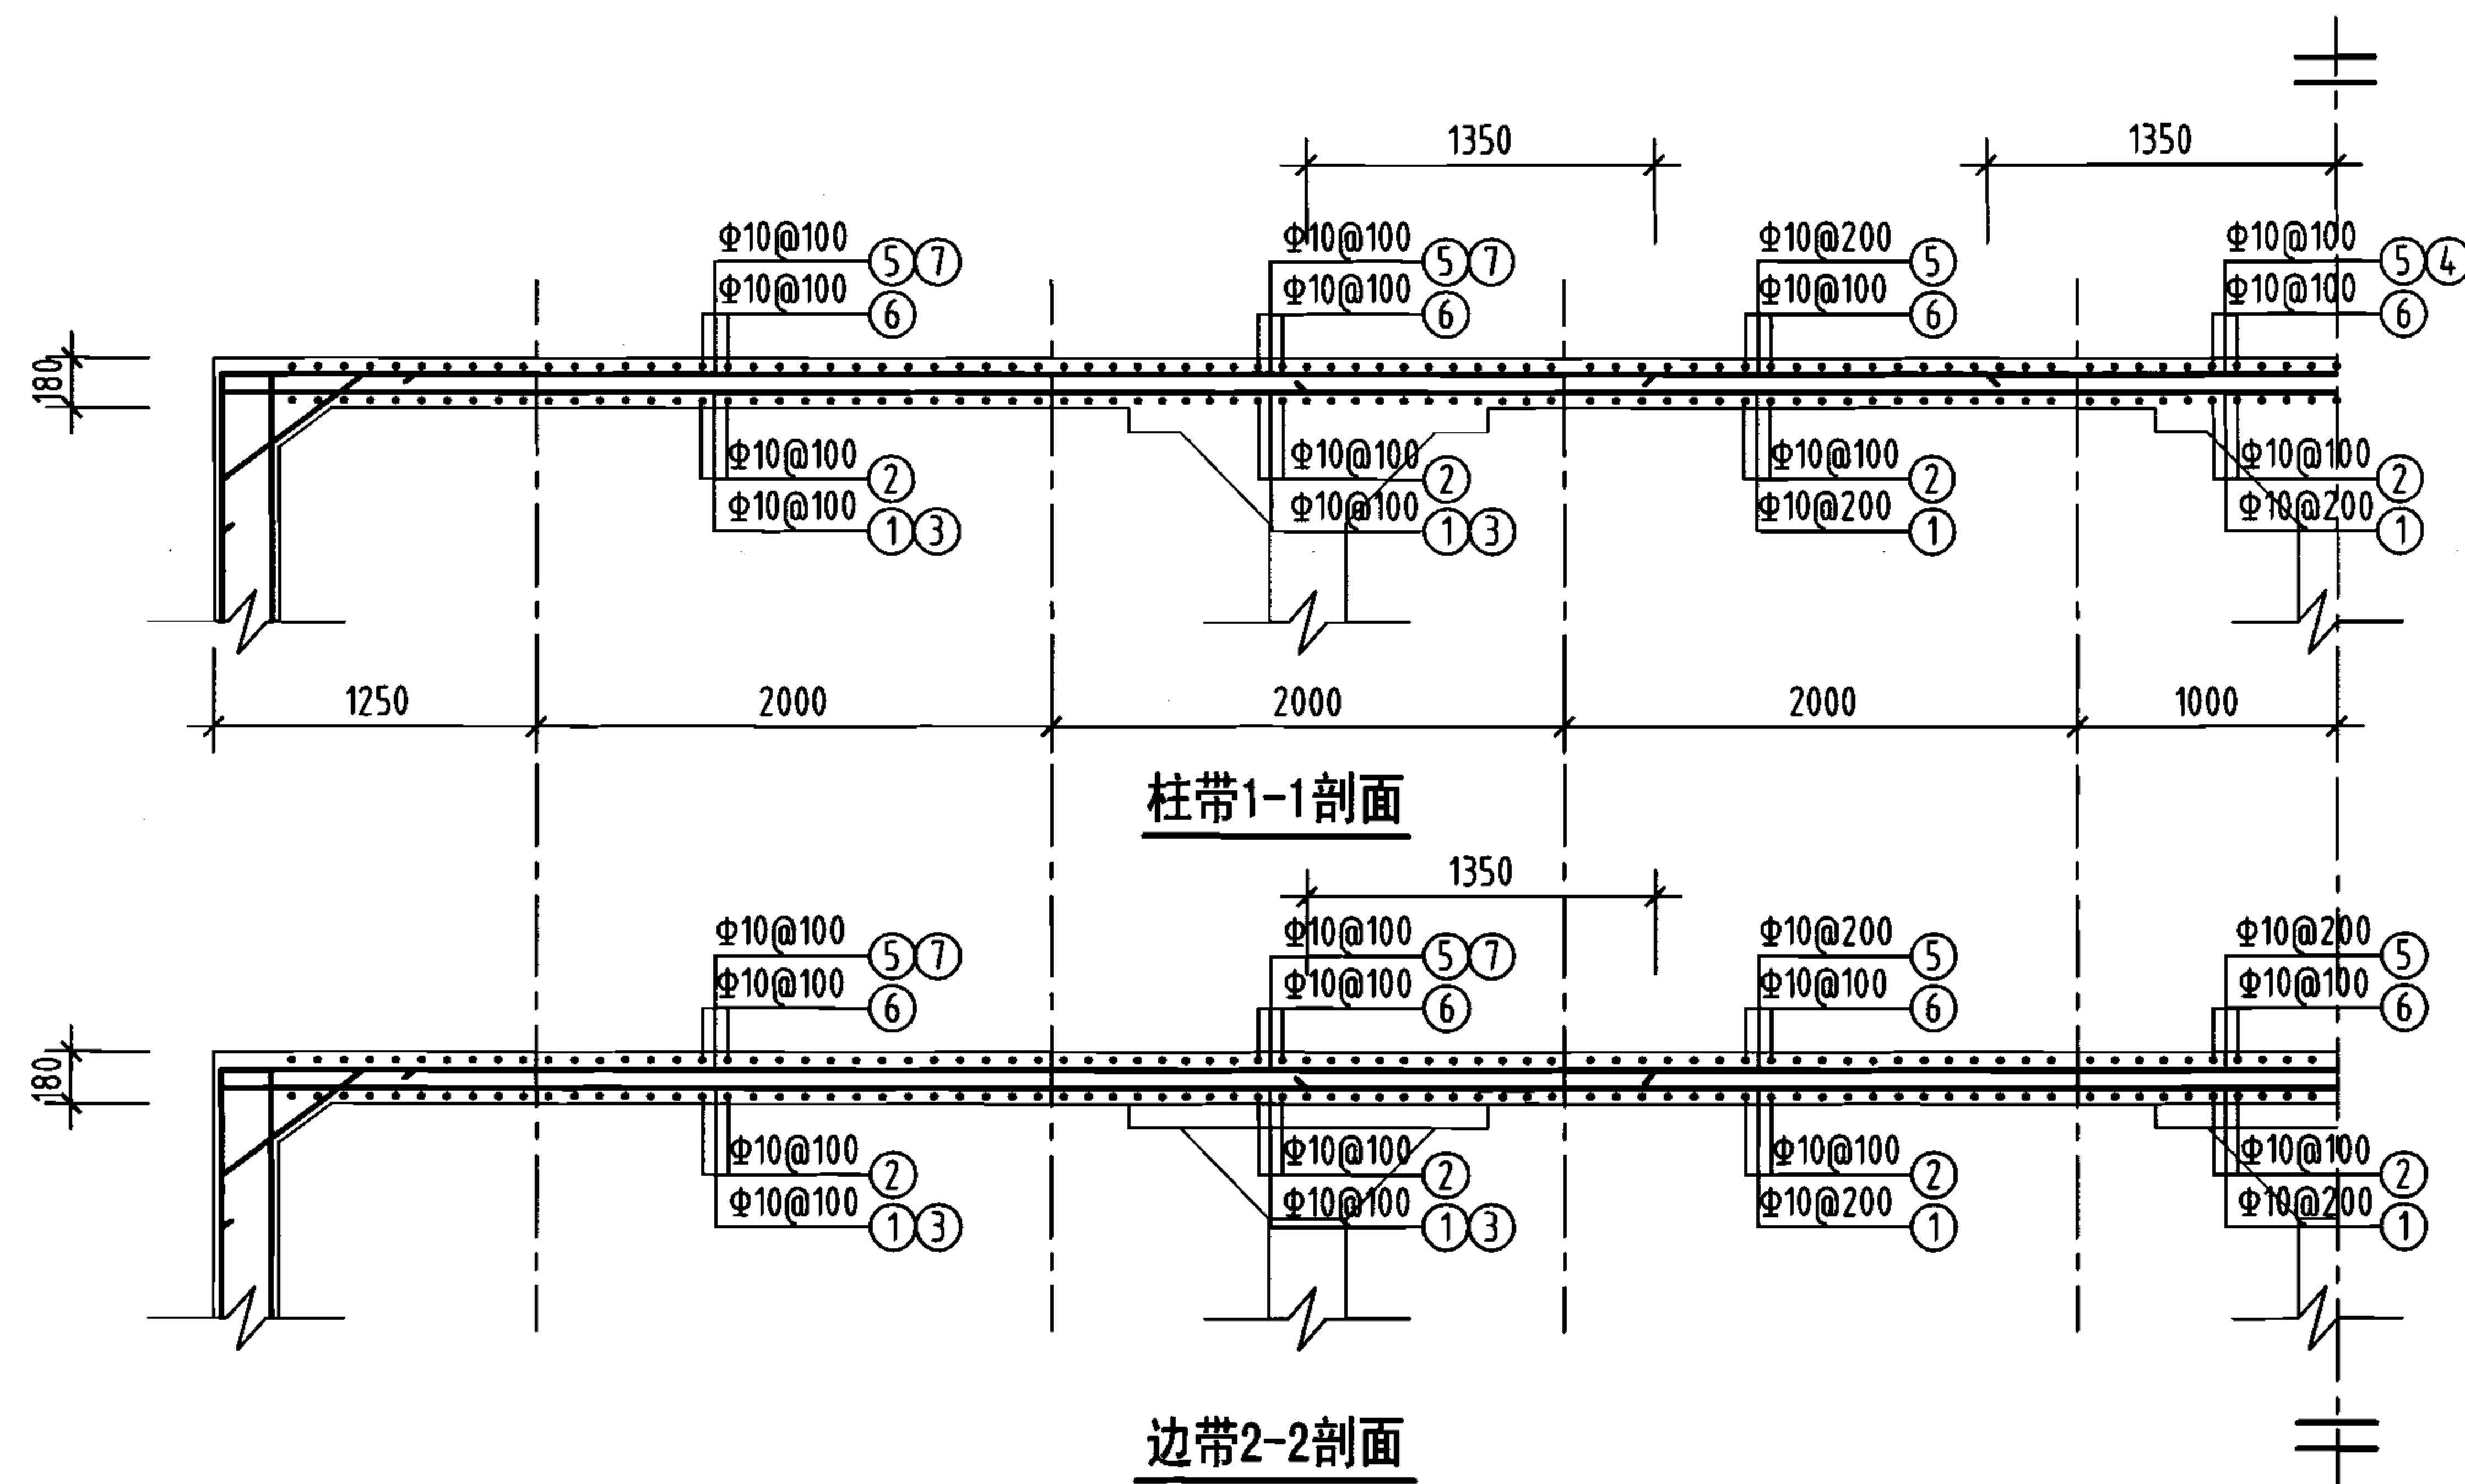 1350 1350
Φ10@100 ⑤⑦ Φ10@100 ⑤⑦ Φ10@200 ⑤ Φ10@100 ⑤④
Φ10@100 ⑥ Φ10@100 ⑥ Φ10@100 ⑥ Φ10@100 ⑥
180
Φ10@100 ② Φ10@100 ② Φ10@100 ② Φ10@100 ②
Φ10@100 ①③ Φ10@100 ①③ Φ10@200 ① Φ10@200 ①
1250 2000 2000 2000 1000
柱带1-1剖面
1350
Φ10@100 ⑤⑦ Φ10@100 ⑤⑦ Φ10@200 ⑤ Φ10@200 ⑤
Φ10@100 ⑥ Φ10@100 ⑥ Φ10@100 ⑥ Φ10@100 ⑥
180
Φ10@100 ② Φ10@100 ② Φ10@100 ② Φ10@100 ②
Φ10@100 ①③ Φ10@100 ①③ Φ10@200 ① Φ10@200 ①
边带2-2剖面